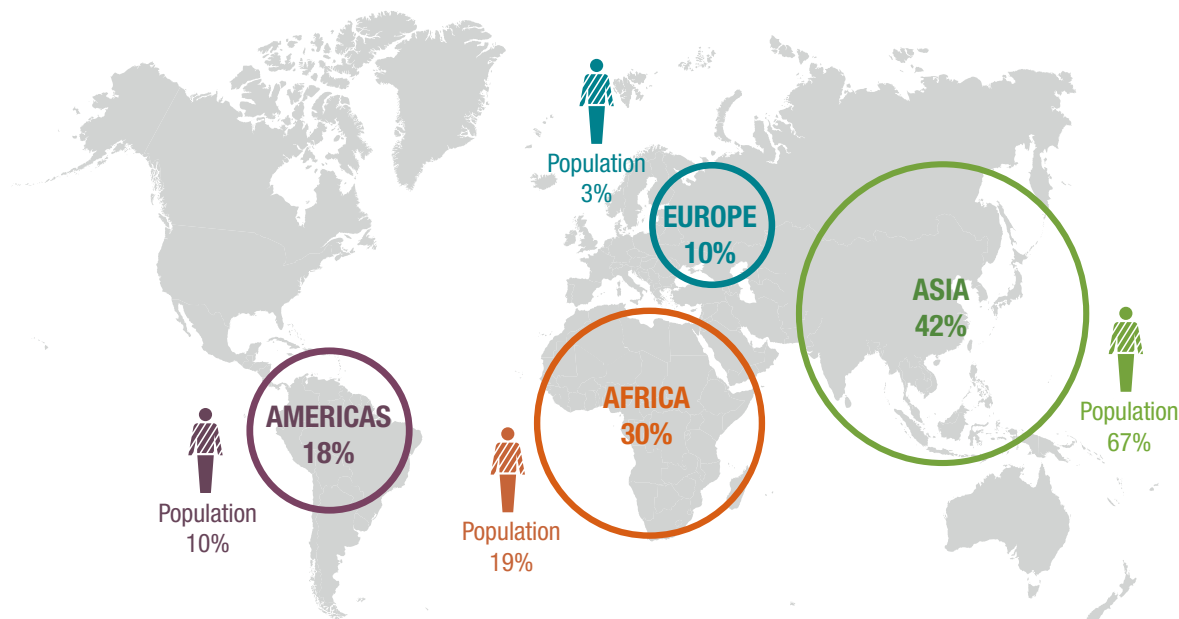 Population
3%
EUROPE
10%
ASIA
42%
Population
67%
AFRICA
30%
Population
19%
AMERICAS
18%
Population
10%